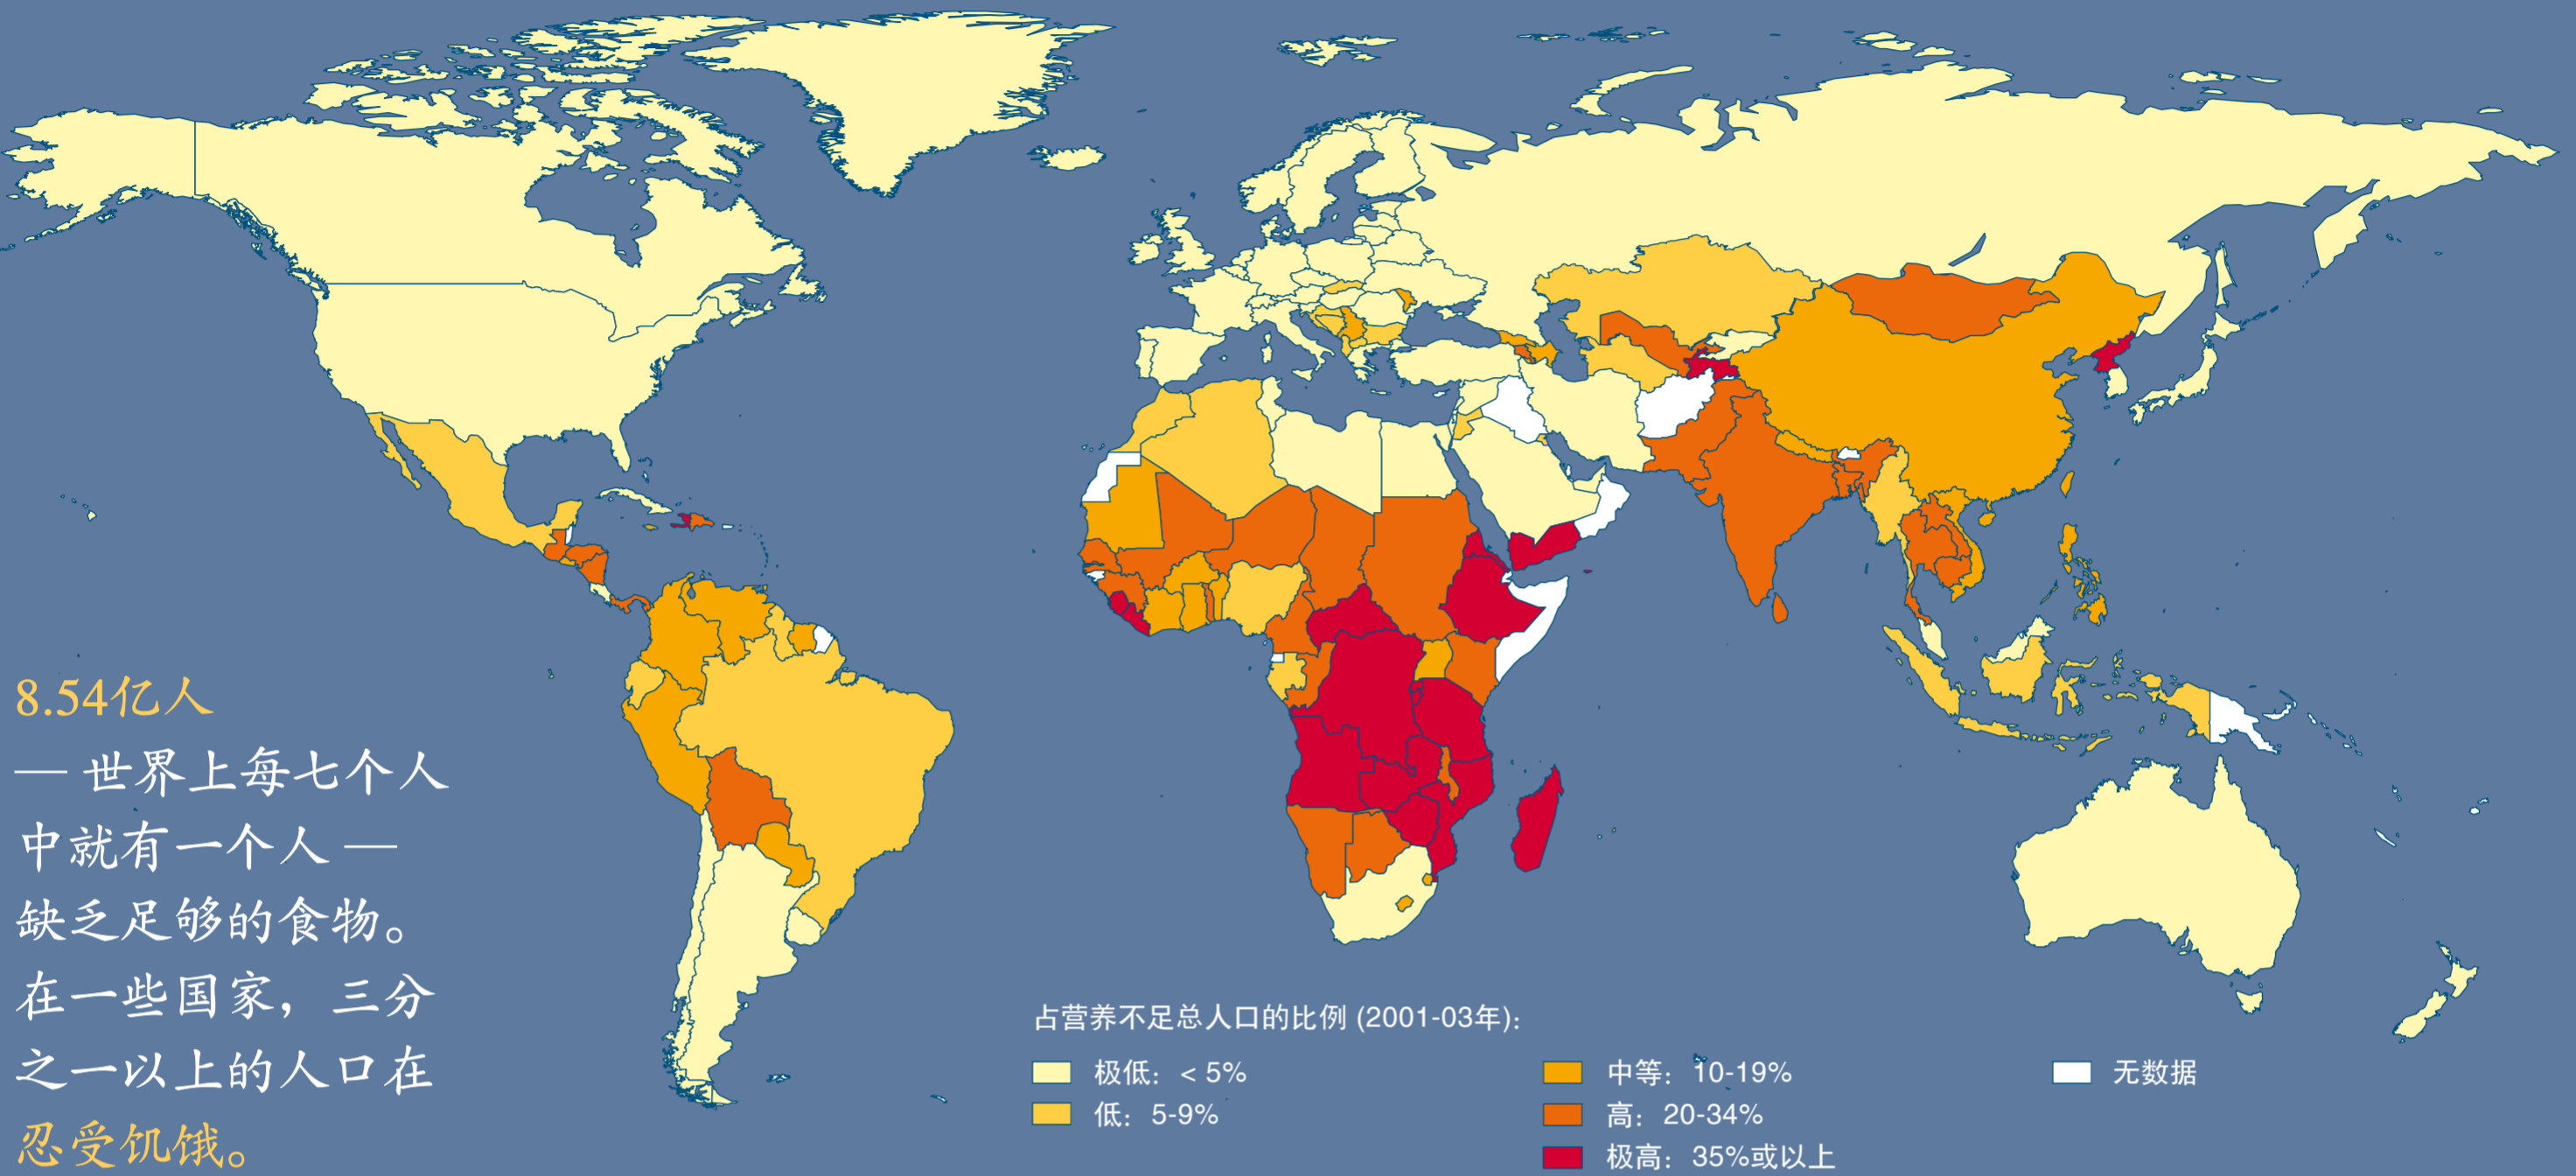 8.54亿人
— 世界上每七个人
中就有一个人 —
缺乏足够的食物。
在一些国家，三分
之一以上的人口在
忍受饥饿。
占营养不足总人口的比例 (2001-03年)：
极低：< 5%
低：5-9%
中等：10-19%
高：20-34%
极高：35%或以上
无数据